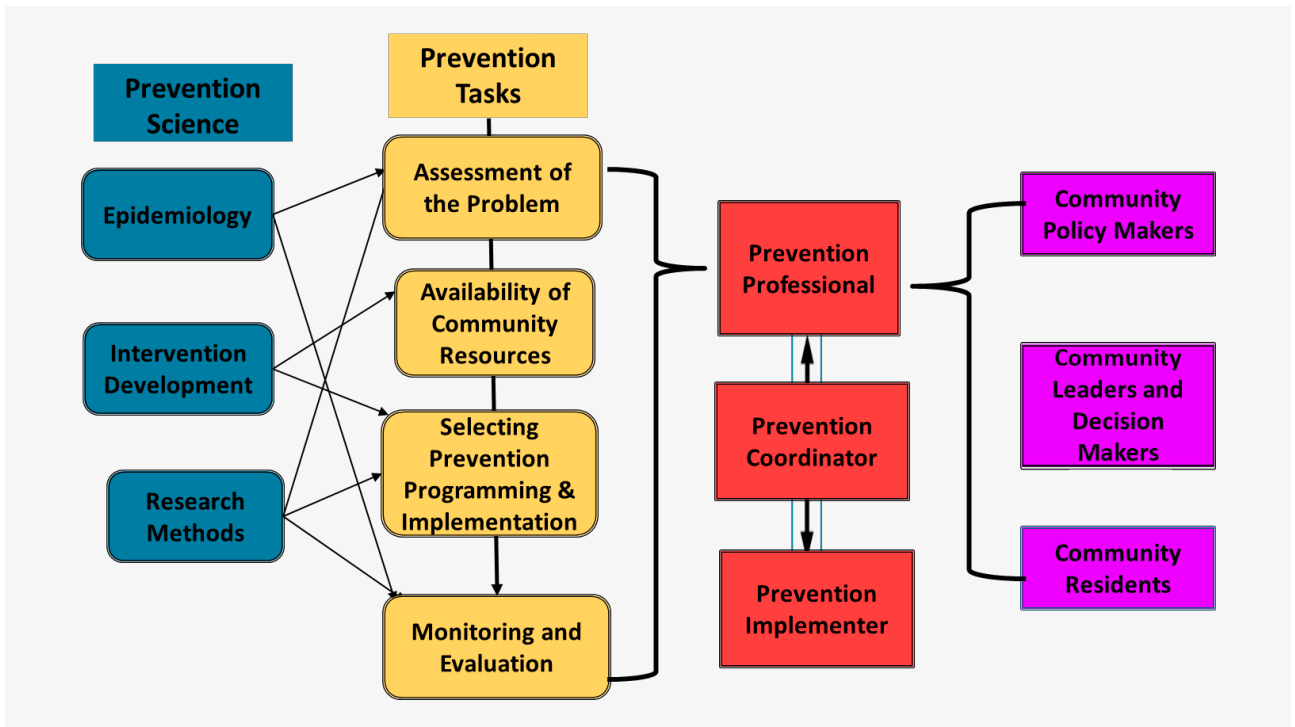 Prevention
Science
Epidemiology
Intervention
Development
Research
Methods
Prevention
Tasks
Assessment of
the Problem
Availability of
Community
Resources
Selecting
Prevention
Programming &
Implementation
Monitoring and
Evaluation
Prevention
Professional
Prevention
Coordinator
Prevention
Implementer
Community
Policy Makers
Community
Leaders and
Decision
Makers
Community
Residents